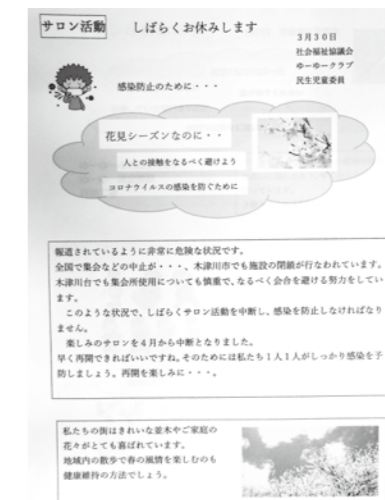 サロン活動　しばらくお休みします
3月30日
社会福祉協議会
ゆーゆークラブ
民生児童委員
感染防止のために・・・
花見シーズンなのに・・
人との接触をなるべく避けよう
コロナウイルスの感染を防ぐために
報道されているように非常に危険な状況です。
全国で集会などの中止が・・・、木津川市でも施設の閉鎖が行なわれています。
木津川台でも集会所使用についても慎重で、なるべく会合を避ける努力をしてい
ます。
このような状況で、しばらくサロン活動を中断し、感染を防止しなければなり
ません。
楽しみのサロンを4月から中断となりました。
早く再開できればいいですね。そのためには私たち1人1人がしっかり感染を予
防しましょう。再開を楽しみに・・・。
私たちの街はきれいな並木やご家庭の
花々がとても喜ばれています。
地域内の散歩で春の風情を楽しむのも
健康維持の方法でしょう。